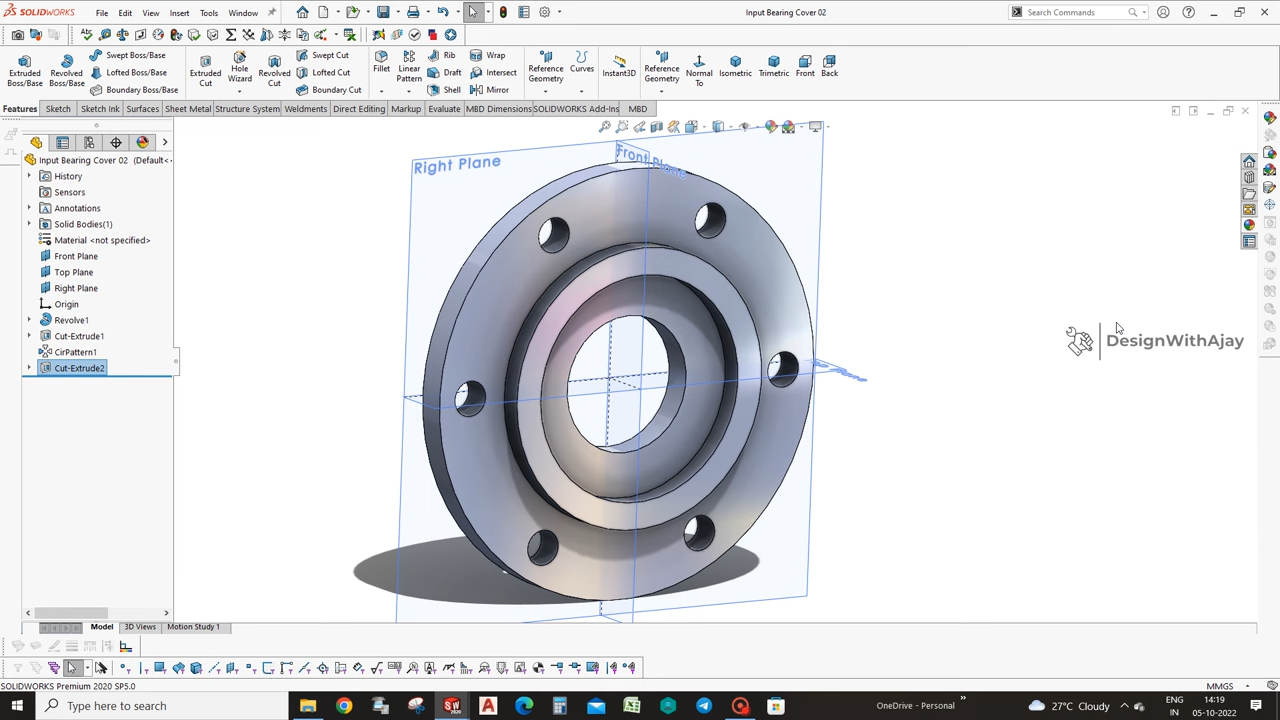 SOLIDWORKS File Edit View Insert Tools Window Input Bearing Cover 02 Search Commands
Extruded Boss/Base
Revolved Boss/Base
Swept Boss/Base
Lofted Boss/Base
Boundary Boss/Base
Extruded Cut
Hole Wizard
Revolved Cut
Swept Cut
Lofted Cut
Boundary Cut
Fillet
Linear Pattern
Rib
Draft
Shell
Wrap
Intersect
Mirror
Reference Geometry
Curves
Instant3D
Reference Geometry
Normal To
Isometric
Trimetric
Front
Back
Features Sketch Sketch Ink Surfaces Sheet Metal Structure System Weldments Direct Editing Markup Evaluate MBD Dimensions SOLIDWORKS Add-Ins MBD
Input Bearing Cover 02 (Default<
History
Sensors
Annotations
Solid Bodies(1)
Material <not specified>
Front Plane
Top Plane
Right Plane
Origin
Revolve1
Cut-Extrude1
CirPattern1
Cut-Extrude2
Right Plane
Front Plane
DesignWithAjay
Model 3D Views Motion Study 1
SOLIDWORKS Premium 2020 SP5.0 MMGS
Type here to search
OneDrive - Personal
27°C Cloudy
ENG
IN
14:19
05-10-2022